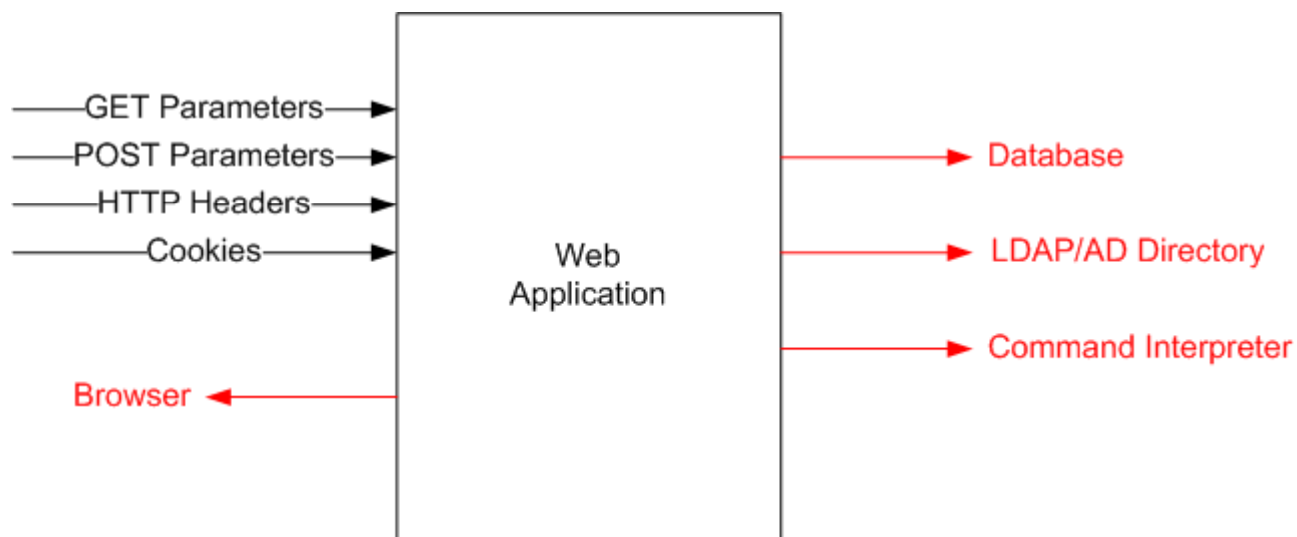 GET Parameters
POST Parameters
HTTP Headers
Cookies
Browser
Web
Application
Database
LDAP/AD Directory
Command Interpreter